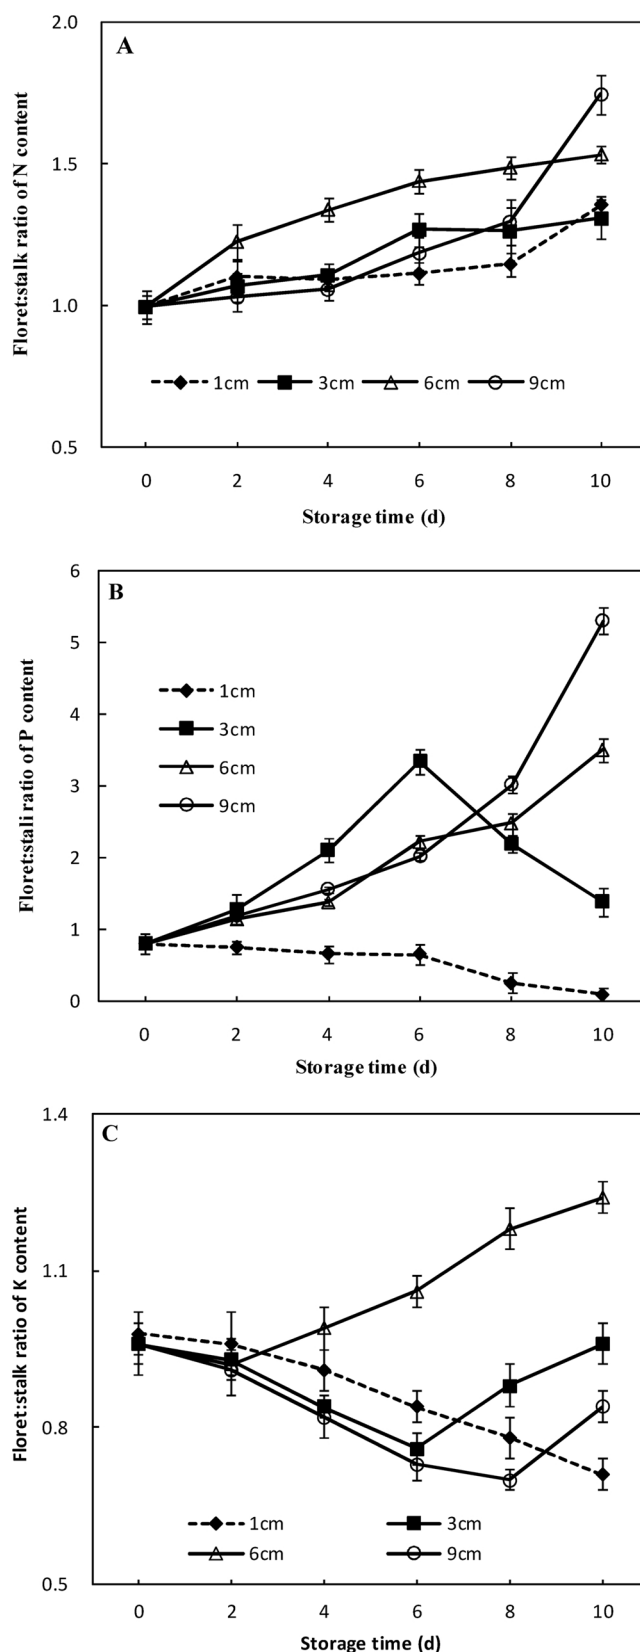 2.0
A
1.5
1.0
0.5
Floret:stalk ratio of N content
1cm 3cm 6cm 9cm
0 2 4 6 8 10
Storage time (d)
6
B
5
4
3
2
1
0
Floret:stali ratio of P content
1cm
3cm
6cm
9cm
0 2 4 6 8 10
Storage time (d)
1.4
C
1.1
0.8
0.5
Floret:stalk ratio of K content
1cm 3cm
6cm 9cm
0 2 4 6 8 10
Storage time (d)